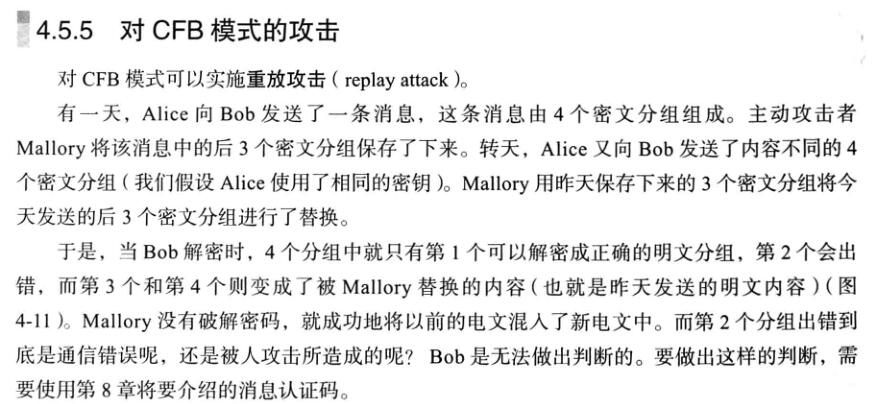 4.5.5 对 CFB 模式的攻击
对 CFB 模式可以实施重放攻击（replay attack）。
有一天，Alice 向 Bob 发送了一条消息，这条消息由 4 个密文分组组成。主动攻击者
Mallory 将该消息中的后 3 个密文分组保存了下来。转天，Alice 又向 Bob 发送了内容不同的 4
个密文分组（我们假设 Alice 使用了相同的密钥）。Mallory 用昨天保存下来的 3 个密文分组将今
天发送的后 3 个密文分组进行了替换。
于是，当 Bob 解密时，4 个分组中就只有第 1 个可以解密成正确的明文分组，第 2 个会出
错，而第 3 个和第 4 个则变成了被 Mallory 替换的内容（也就是昨天发送的明文内容）（图
4-11）。Mallory 没有破解密码，就成功地将以前的电文混入了新电文中。而第 2 个分组出错到
底是通信错误呢，还是被人攻击所造成的呢？ Bob 是无法做出判断的。要做出这样的判断，需
要使用第 8 章将要介绍的消息认证码。